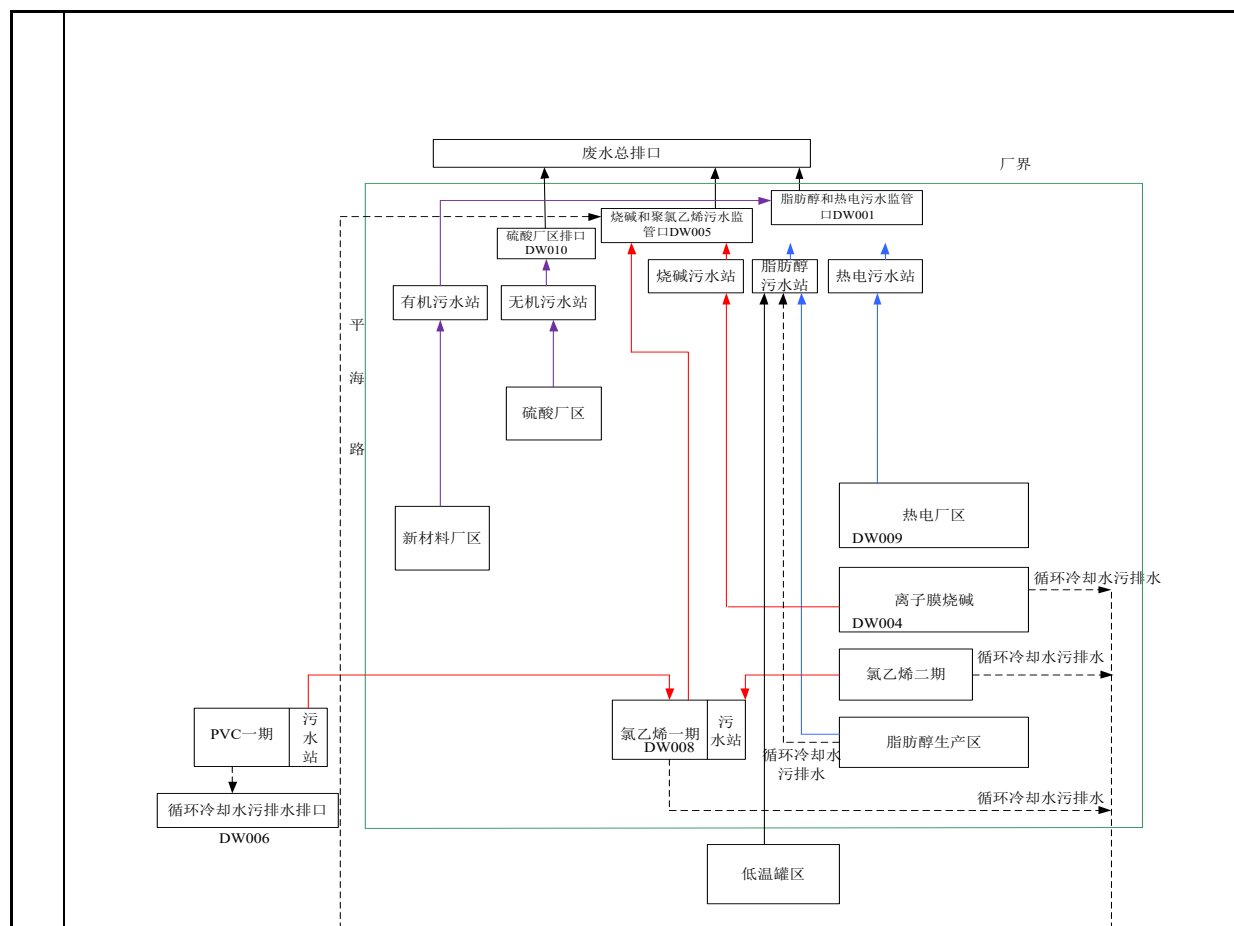 废水总排口
厂界
脂肪醇和热电污水监管
口DW001
烧碱和聚氯乙烯污水监
管口DW005
硫酸厂区排口
DW010
烧碱污水站
脂肪醇
污水站
热电污水站
有机污水站
无机污水站
平
海
路
硫酸厂区
热电厂区
DW009
新材料厂区
循环冷却水污排水
离子膜烧碱
DW004
循环冷却水污排水
氯乙烯二期
PVC一期
污
水
站
氯乙烯一期
DW008
污
水站
脂肪醇生产区
循环冷却水
污排水
循环冷却水污排水
循环冷却水污排水排口
DW006
低温罐区